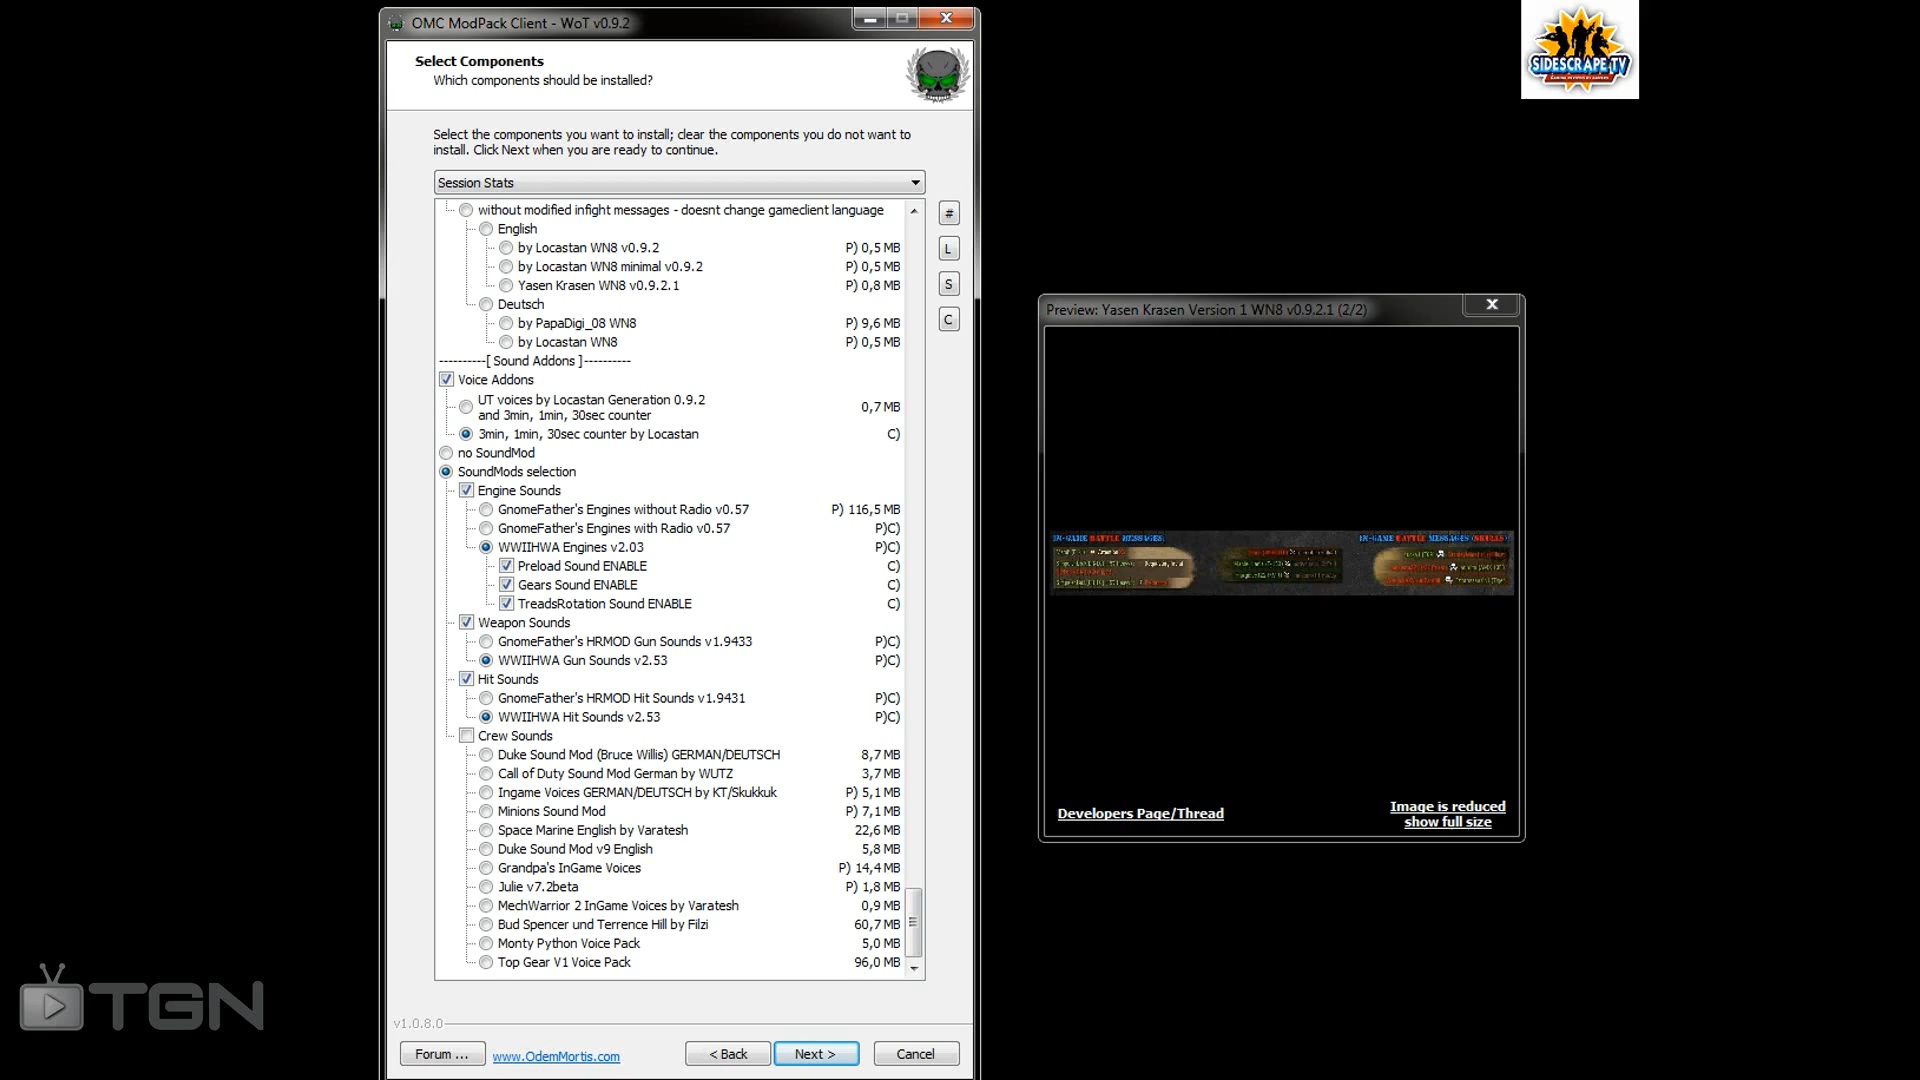 OMC ModPack Client - WoT v0.9.2
Select Components
Which components should be installed?
Select the components you want to install; clear the components you do not want to
install. Click Next when you are ready to continue.
Session Stats
without modified infight messages - doesnt change gameclient language
English
by Locastan WN8 v0.9.2 P) 0,5 MB
by Locastan WN8 minimal v0.9.2 P) 0,5 MB
Yasen Krasen WN8 v0.9.2.1 P) 0,8 MB
Deutsch
by PapaDigi_08 WN8 P) 9,6 MB
by Locastan WN8 P) 0,5 MB
----------[ Sound Addons ]----------
Voice Addons
UT voices by Locastan Generation 0.9.2
and 3min, 1min, 30sec counter 0,7 MB
3min, 1min, 30sec counter by Locastan C)
no SoundMod
SoundMods selection
Engine Sounds
GnomeFather's Engines without Radio v0.57 P) 116,5 MB
GnomeFather's Engines with Radio v0.57 P)C)
WWIIHWA Engines v2.03 P)C)
Preload Sound ENABLE C)
Gears Sound ENABLE C)
TreadsRotation Sound ENABLE C)
Weapon Sounds
GnomeFather's HRMOD Gun Sounds v1.9433 P)C)
WWIIHWA Gun Sounds v2.53 P)C)
Hit Sounds
GnomeFather's HRMOD Hit Sounds v1.9431 P)C)
WWIIHWA Hit Sounds v2.53 P)C)
Crew Sounds
Duke Sound Mod (Bruce Willis) GERMAN/DEUTSCH 8,7 MB
Call of Duty Sound Mod German by WUTZ 3,7 MB
Ingame Voices GERMAN/DEUTSCH by KT/Skukkuk P) 5,1 MB
Minions Sound Mod P) 7,1 MB
Space Marine English by Varatesh 22,6 MB
Duke Sound Mod v9 English 5,8 MB
Grandpa's InGame Voices P) 14,4 MB
Julie v7.2beta P) 1,8 MB
MechWarrior 2 InGame Voices by Varatesh 0,9 MB
Bud Spencer und Terrence Hill by Filzi 60,7 MB
Monty Python Voice Pack 5,0 MB
Top Gear V1 Voice Pack 96,0 MB
#
L
S
C
v1.0.8.0
Forum ...
www.OdemMortis.com
< Back
Next >
Cancel
Preview: Yasen Krasen Version 1 WN8 v0.9.2.1 (2/2)
IN-GAME BATTLE MESSAGES:
IN-GAME BATTLE MESSAGES (SKULLS):
Developers Page/Thread
Image is reduced
show full size
SIDESCRAPE TV
TGN